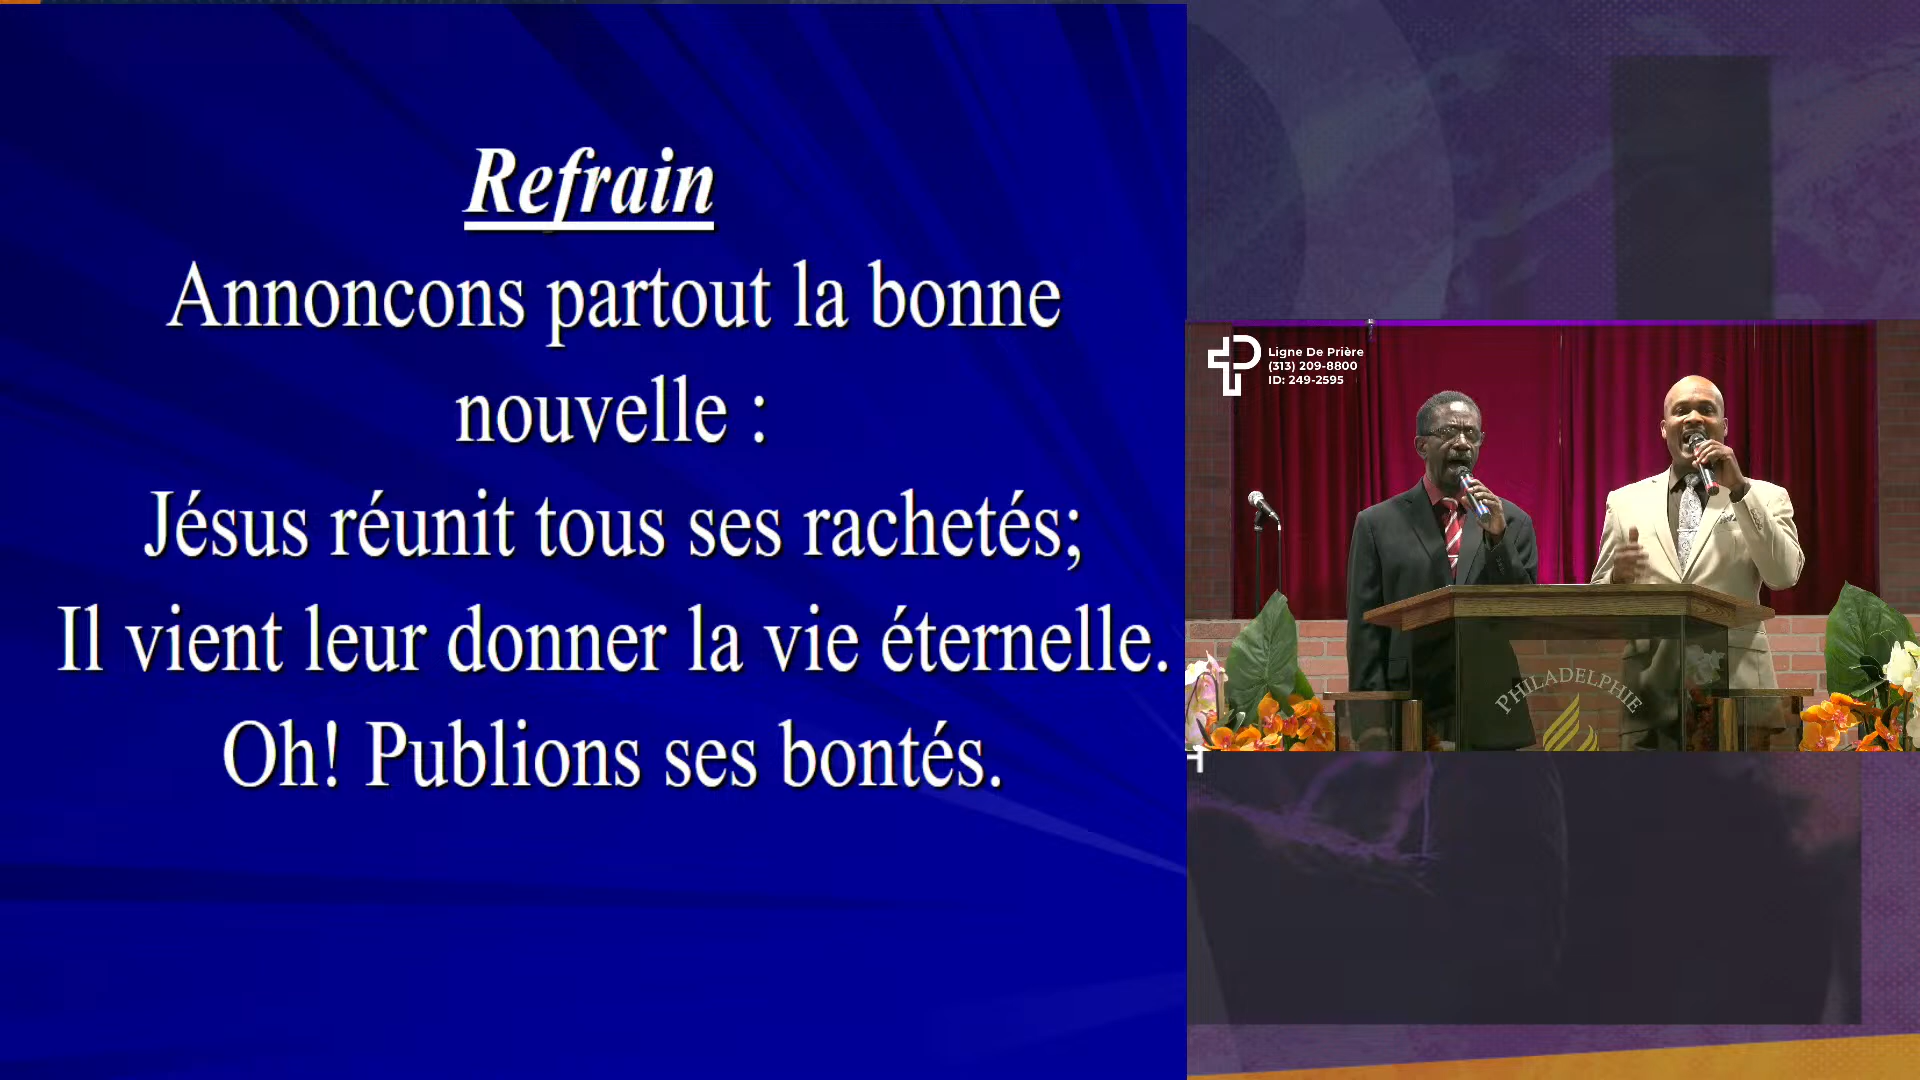 Refrain
Annoncons partout la bonne
nouvelle :
Jésus réunit tous ses rachetés;
Il vient leur donner la vie éternelle.
Oh! Publions ses bontés.
Ligne De Prière
(313) 209-8800
ID: 249-2595
PHILADELPHIE